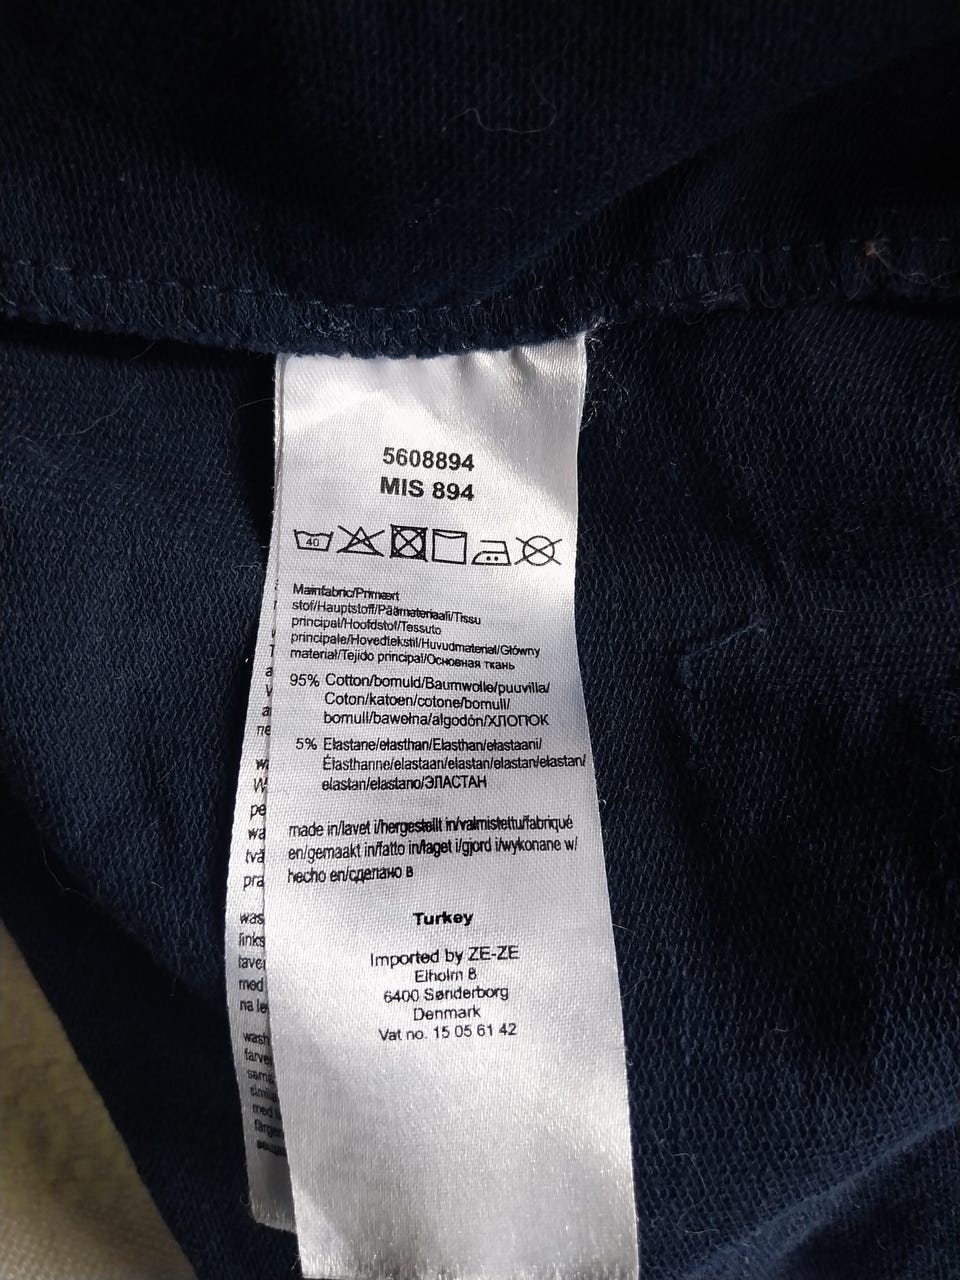 5608894
MIS 894
40
Mainfabric/Primært
stof/Hauptstoff/Päämateriaali/Tissu
principal/Hoofdstof/Tessuto
principale/Hovedtekstil/Huvudmaterial/Główny
materiał/Tejido principal/Основная ткань
95% Cotton/bomuld/Baumwolle/puuvilla/
Coton/katoen/cotone/bomull/
bomull/bawełna/algodón/ХЛОПОК
5% Elastane/elasthan/Elasthan/elastaani/
Élasthanne/elastaan/elastan/elastan/elastan/
elastan/elastano/ЭЛАСТАН
made in/lavet i/hergestellt in/valmistettu/fabriqué
en/gemaakt in/fatto in/laget i/gjord i/wykonane w/
hecho en/сделано в
Turkey
Imported by ZE-ZE
Elholm 8
6400 Sønderborg
Denmark
Vat no. 15 05 61 42